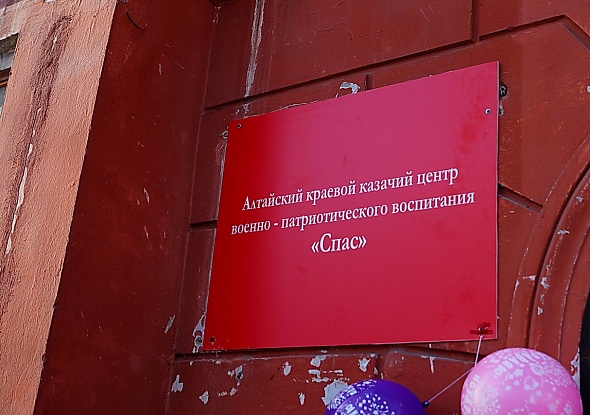 Алтайский краевой казачий центр
военно - патриотического воспитания
«Спас»